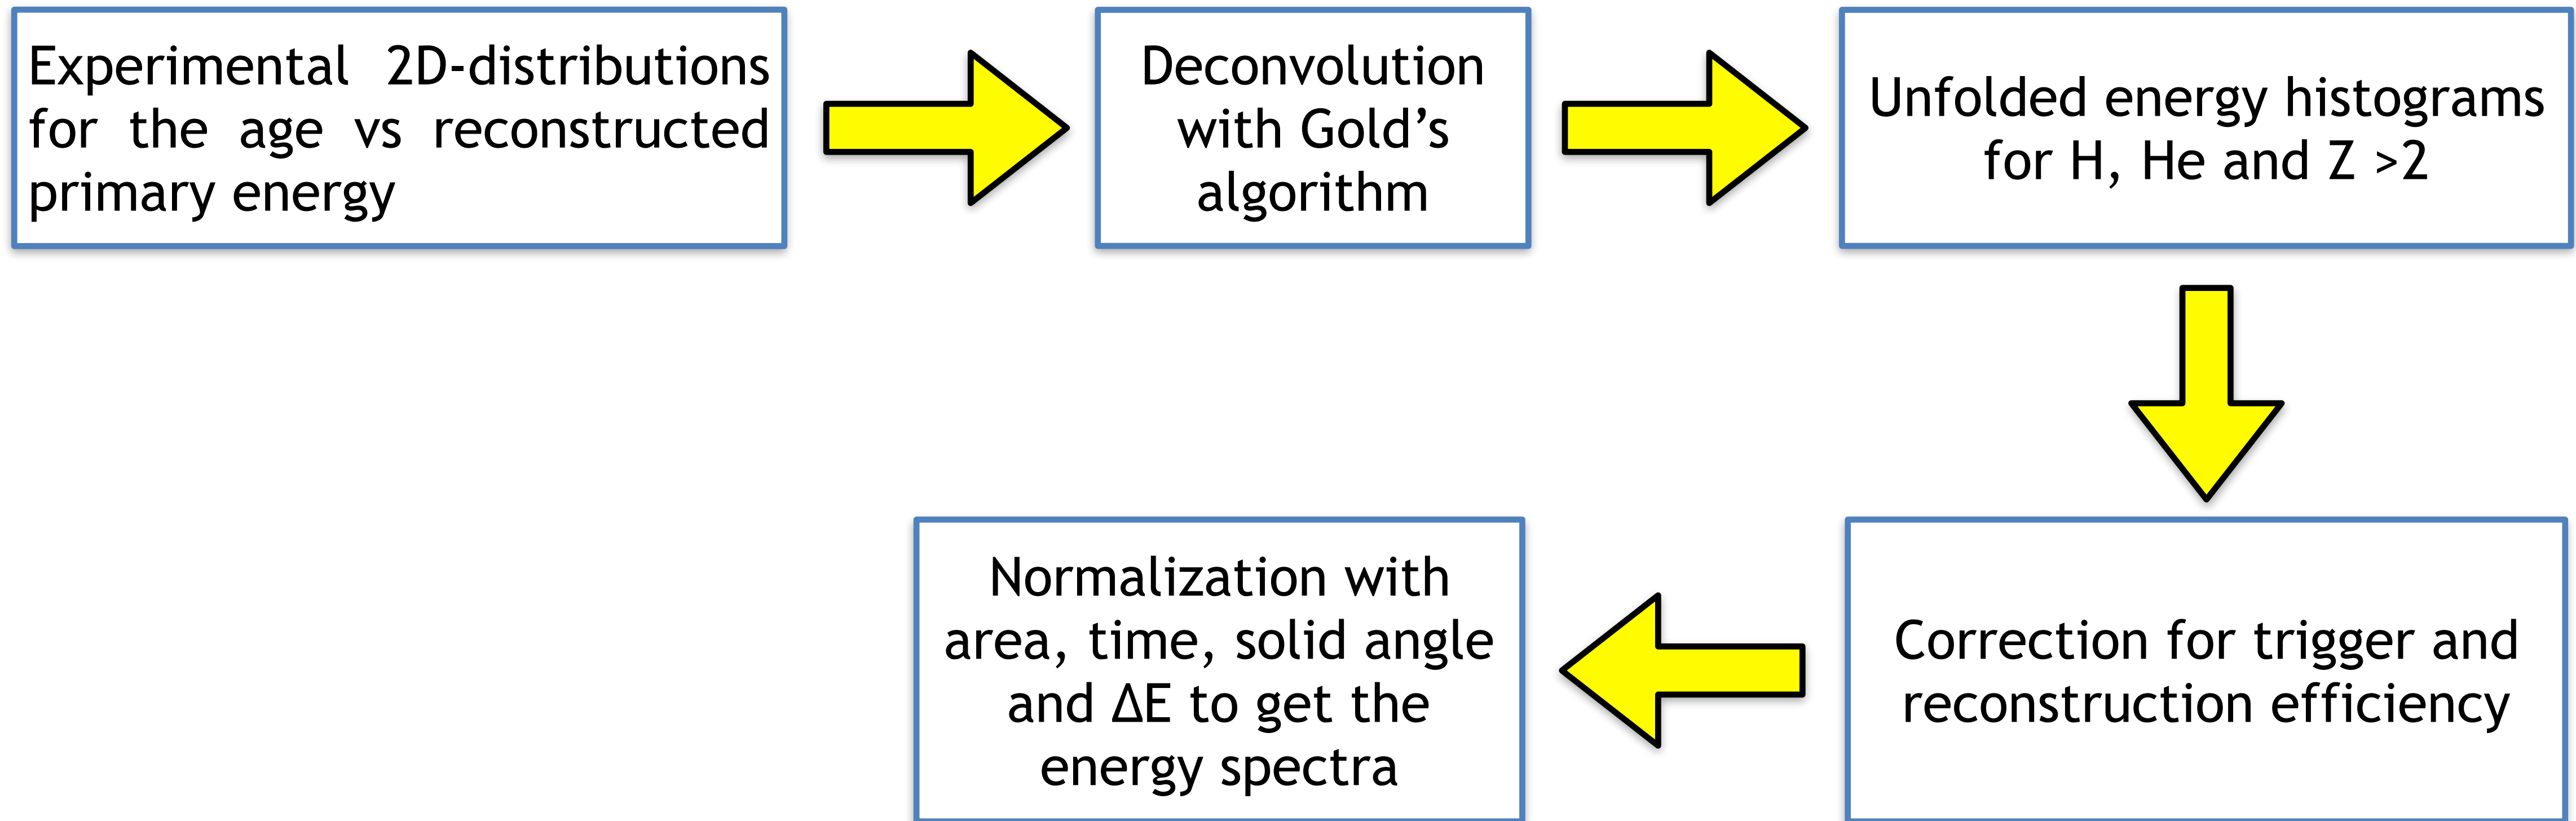 Experimental 2D-distributions
for the age vs reconstructed
primary energy
Deconvolution
with Gold's
algorithm
Unfolded energy histograms
for H, He and Z >2
Correction for trigger and
reconstruction efficiency
Normalization with
area, time, solid angle
and ΔE to get the
energy spectra